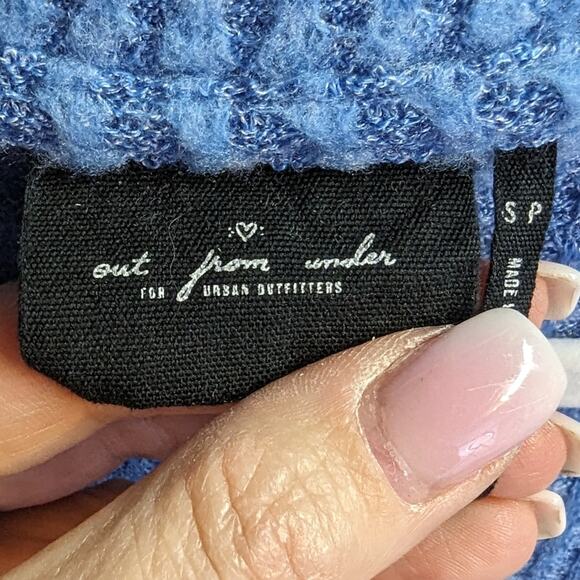 out from under
FOR URBAN OUTFITTERS
S P
MADE